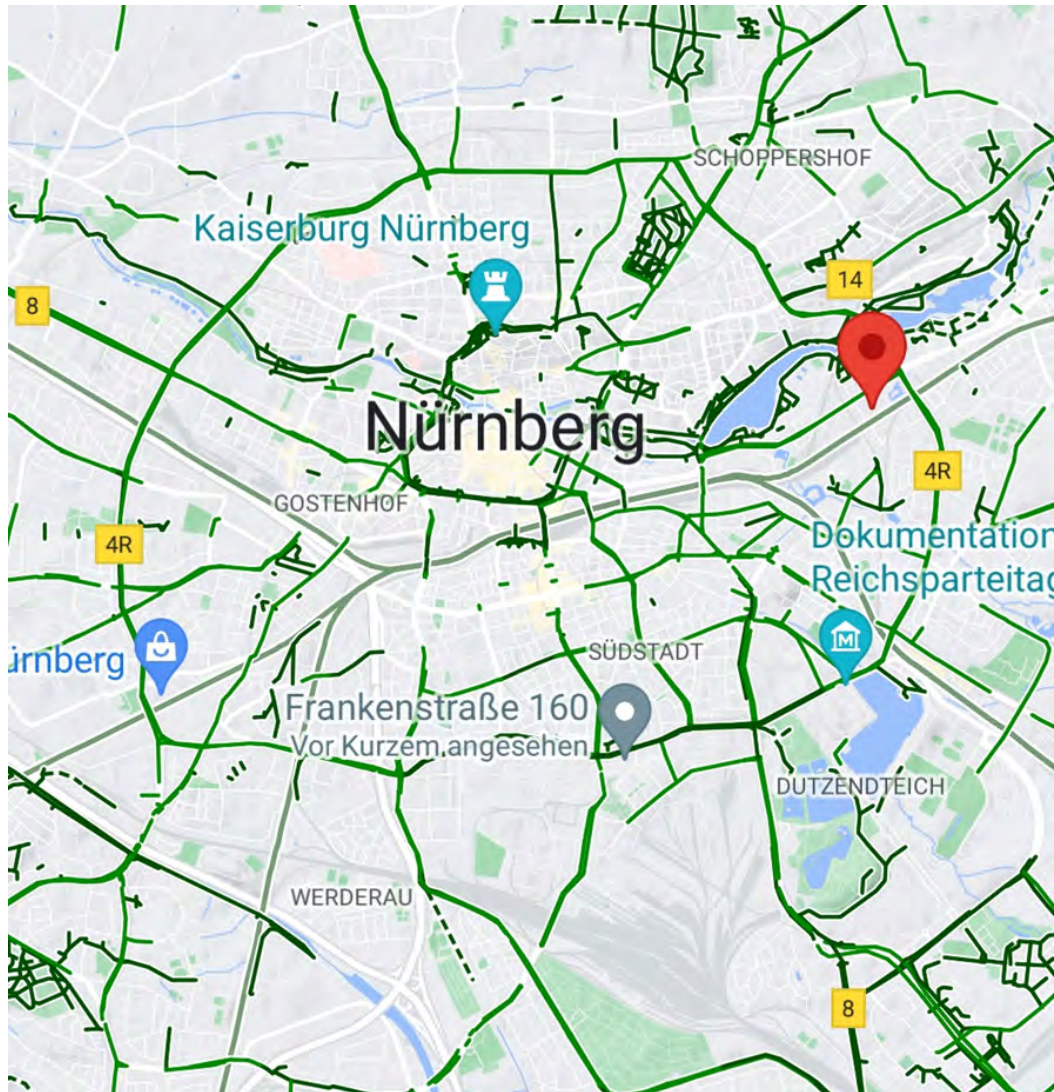 SCHOPPERSHOF
Kaiserburg Nürnberg
14
8
Nürnberg
4R
GOSTENHOF
4R
Dokumentation
Reichsparteitag
SÜDSTADT
ürnberg
Frankenstraße 160
Vor Kurzem angesehen
DUTZENDTEICH
WERDERAU
8